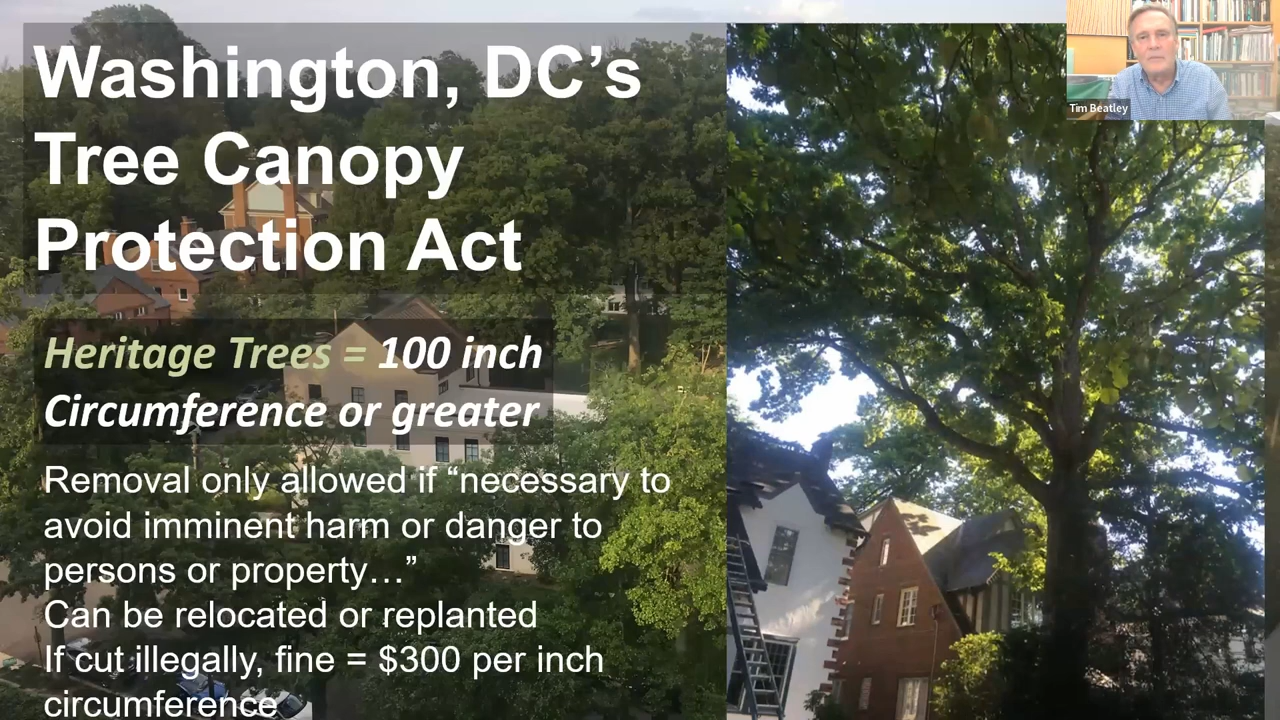 Washington, DC’s
Tree Canopy
Protection Act
Heritage Trees = 100 inch
Circumference or greater
Removal only allowed if “necessary to
avoid imminent harm or danger to
persons or property…”
Can be relocated or replanted
If cut illegally, fine = $300 per inch
circumference
Tim Beatley